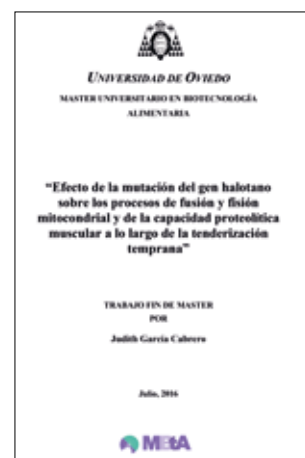 UNIVERSIDAD DE OVIEDO
MASTER UNIVERSITARIO EN BIOTECNOLOGÍA
ALIMENTARIA
“Efecto de la mutación del gen halotano
sobre los procesos de fusión y fisión
mitocondrial y de la capacidad proteolítica
muscular a lo largo de la tenderización
temprana”
TRABAJO FIN DE MASTER
POR
Judith García Cabrero
Julio, 2016
MBtA